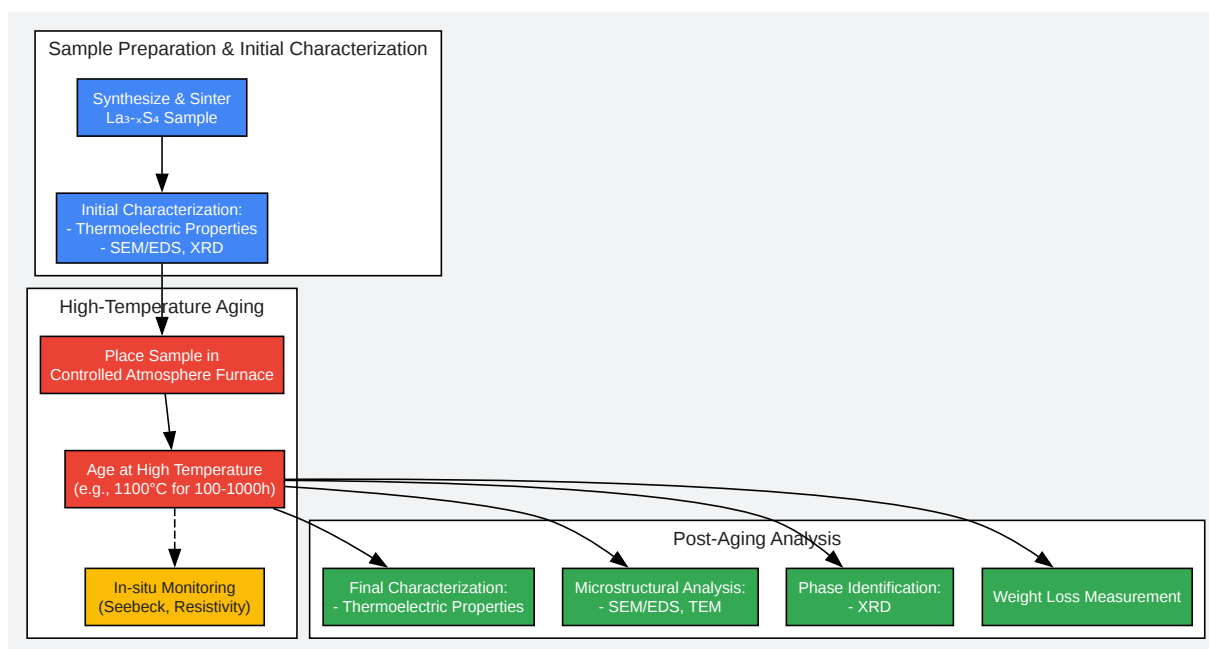 Sample Preparation & Initial Characterization
Synthesize & Sinter
La₃-ₓS₄ Sample
Initial Characterization:
- Thermoelectric Properties
- SEM/EDS, XRD
High-Temperature Aging
Place Sample in
Controlled Atmosphere Furnace
Age at High Temperature
(e.g., 1100°C for 100-1000h)
In-situ Monitoring
(Seebeck, Resistivity)
Post-Aging Analysis
Final Characterization:
- Thermoelectric Properties
Microstructural Analysis:
- SEM/EDS, TEM
Phase Identification:
- XRD
Weight Loss Measurement